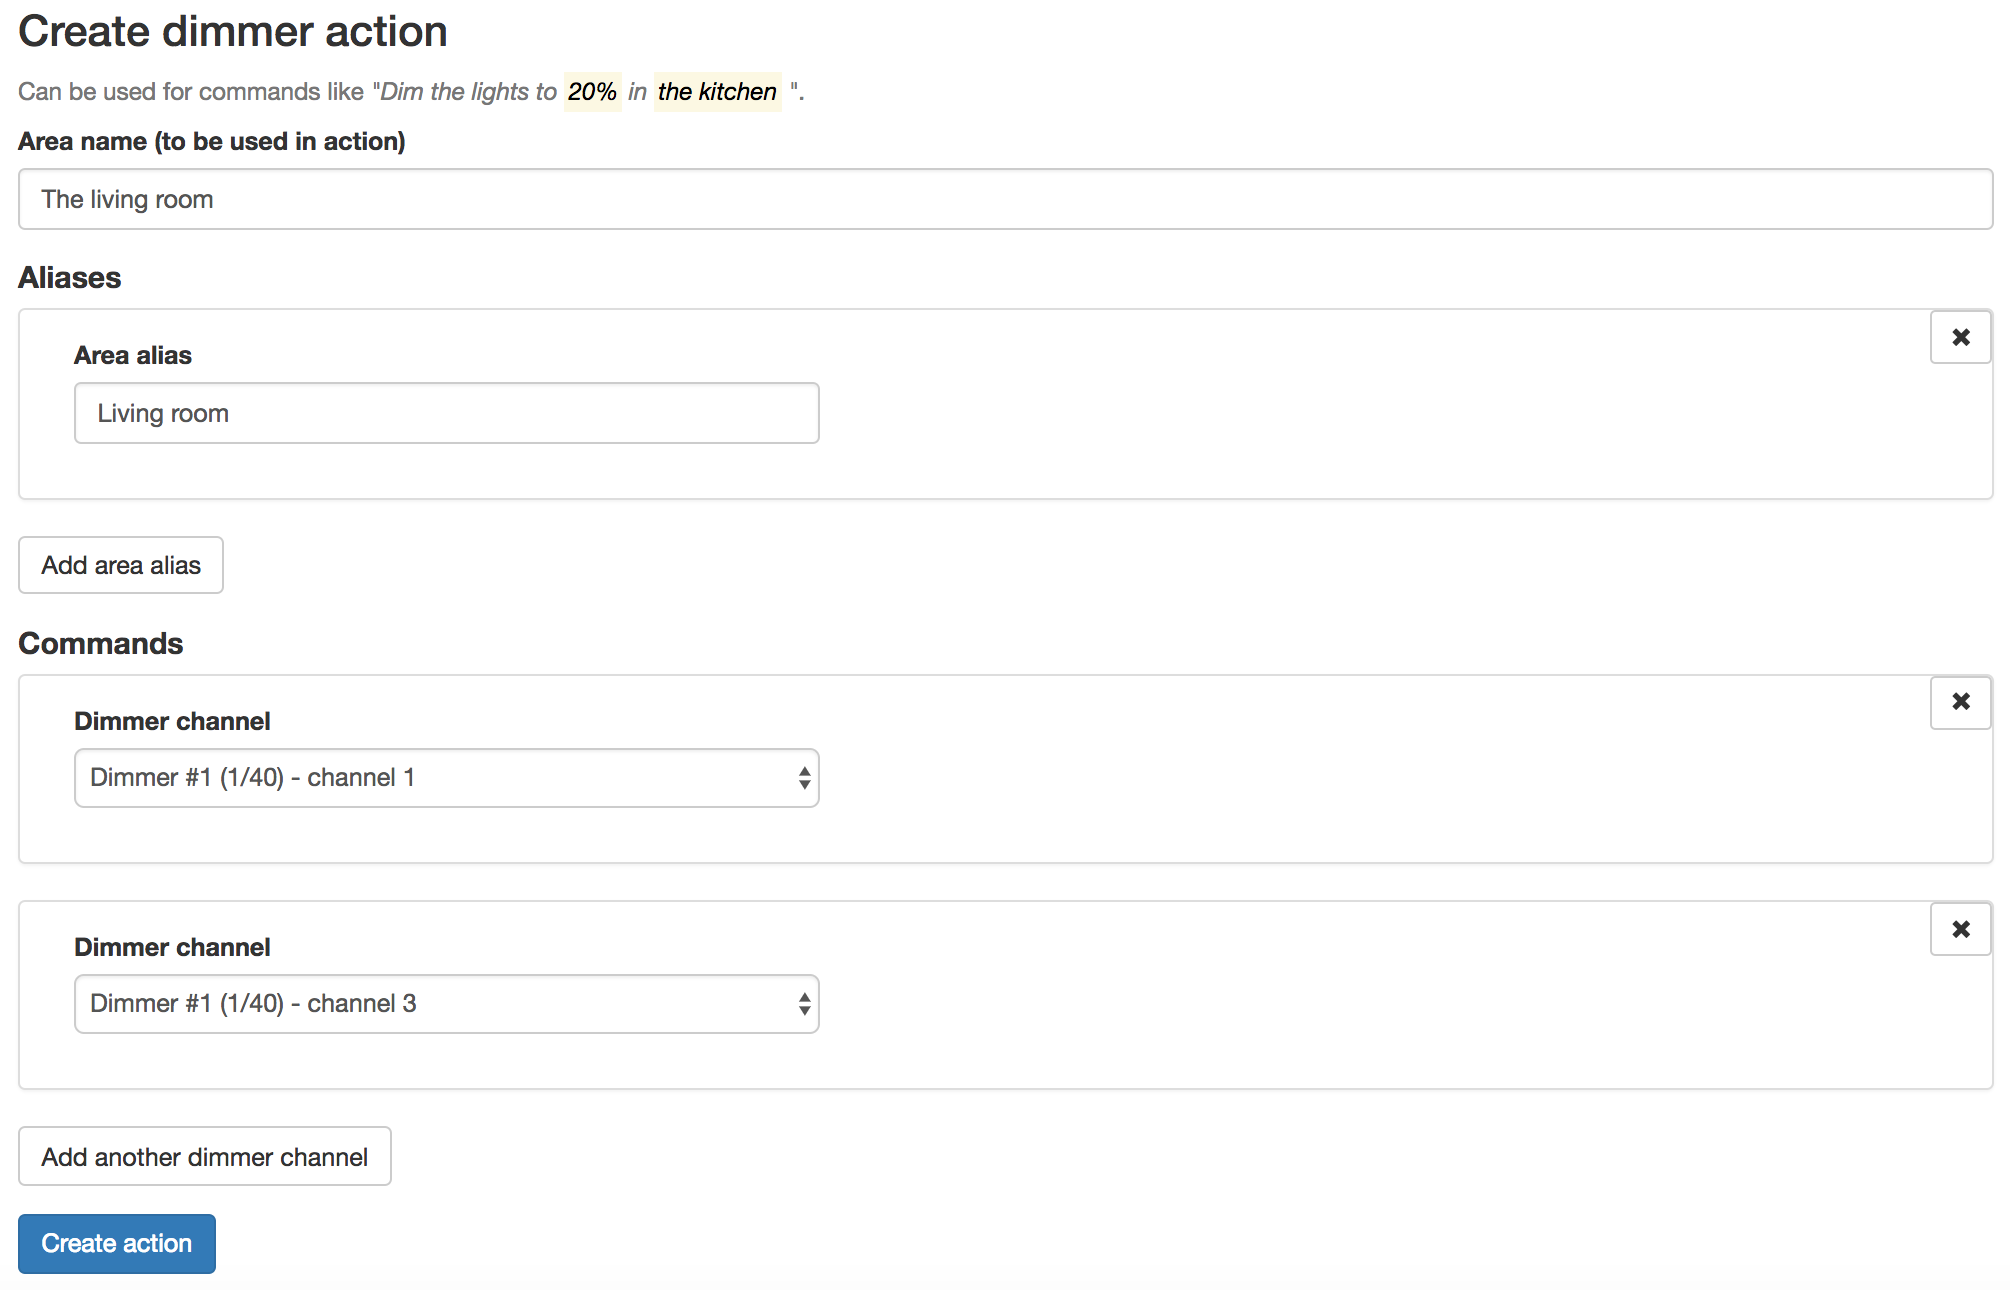 Create dimmer action
Can be used for commands like "Dim the lights to 20% in the kitchen ".
Area name (to be used in action)
The living room
Aliases
Area alias
Living room
Add area alias
Commands
Dimmer channel
Dimmer #1 (1/40) - channel 1
Dimmer channel
Dimmer #1 (1/40) - channel 3
Add another dimmer channel
Create action